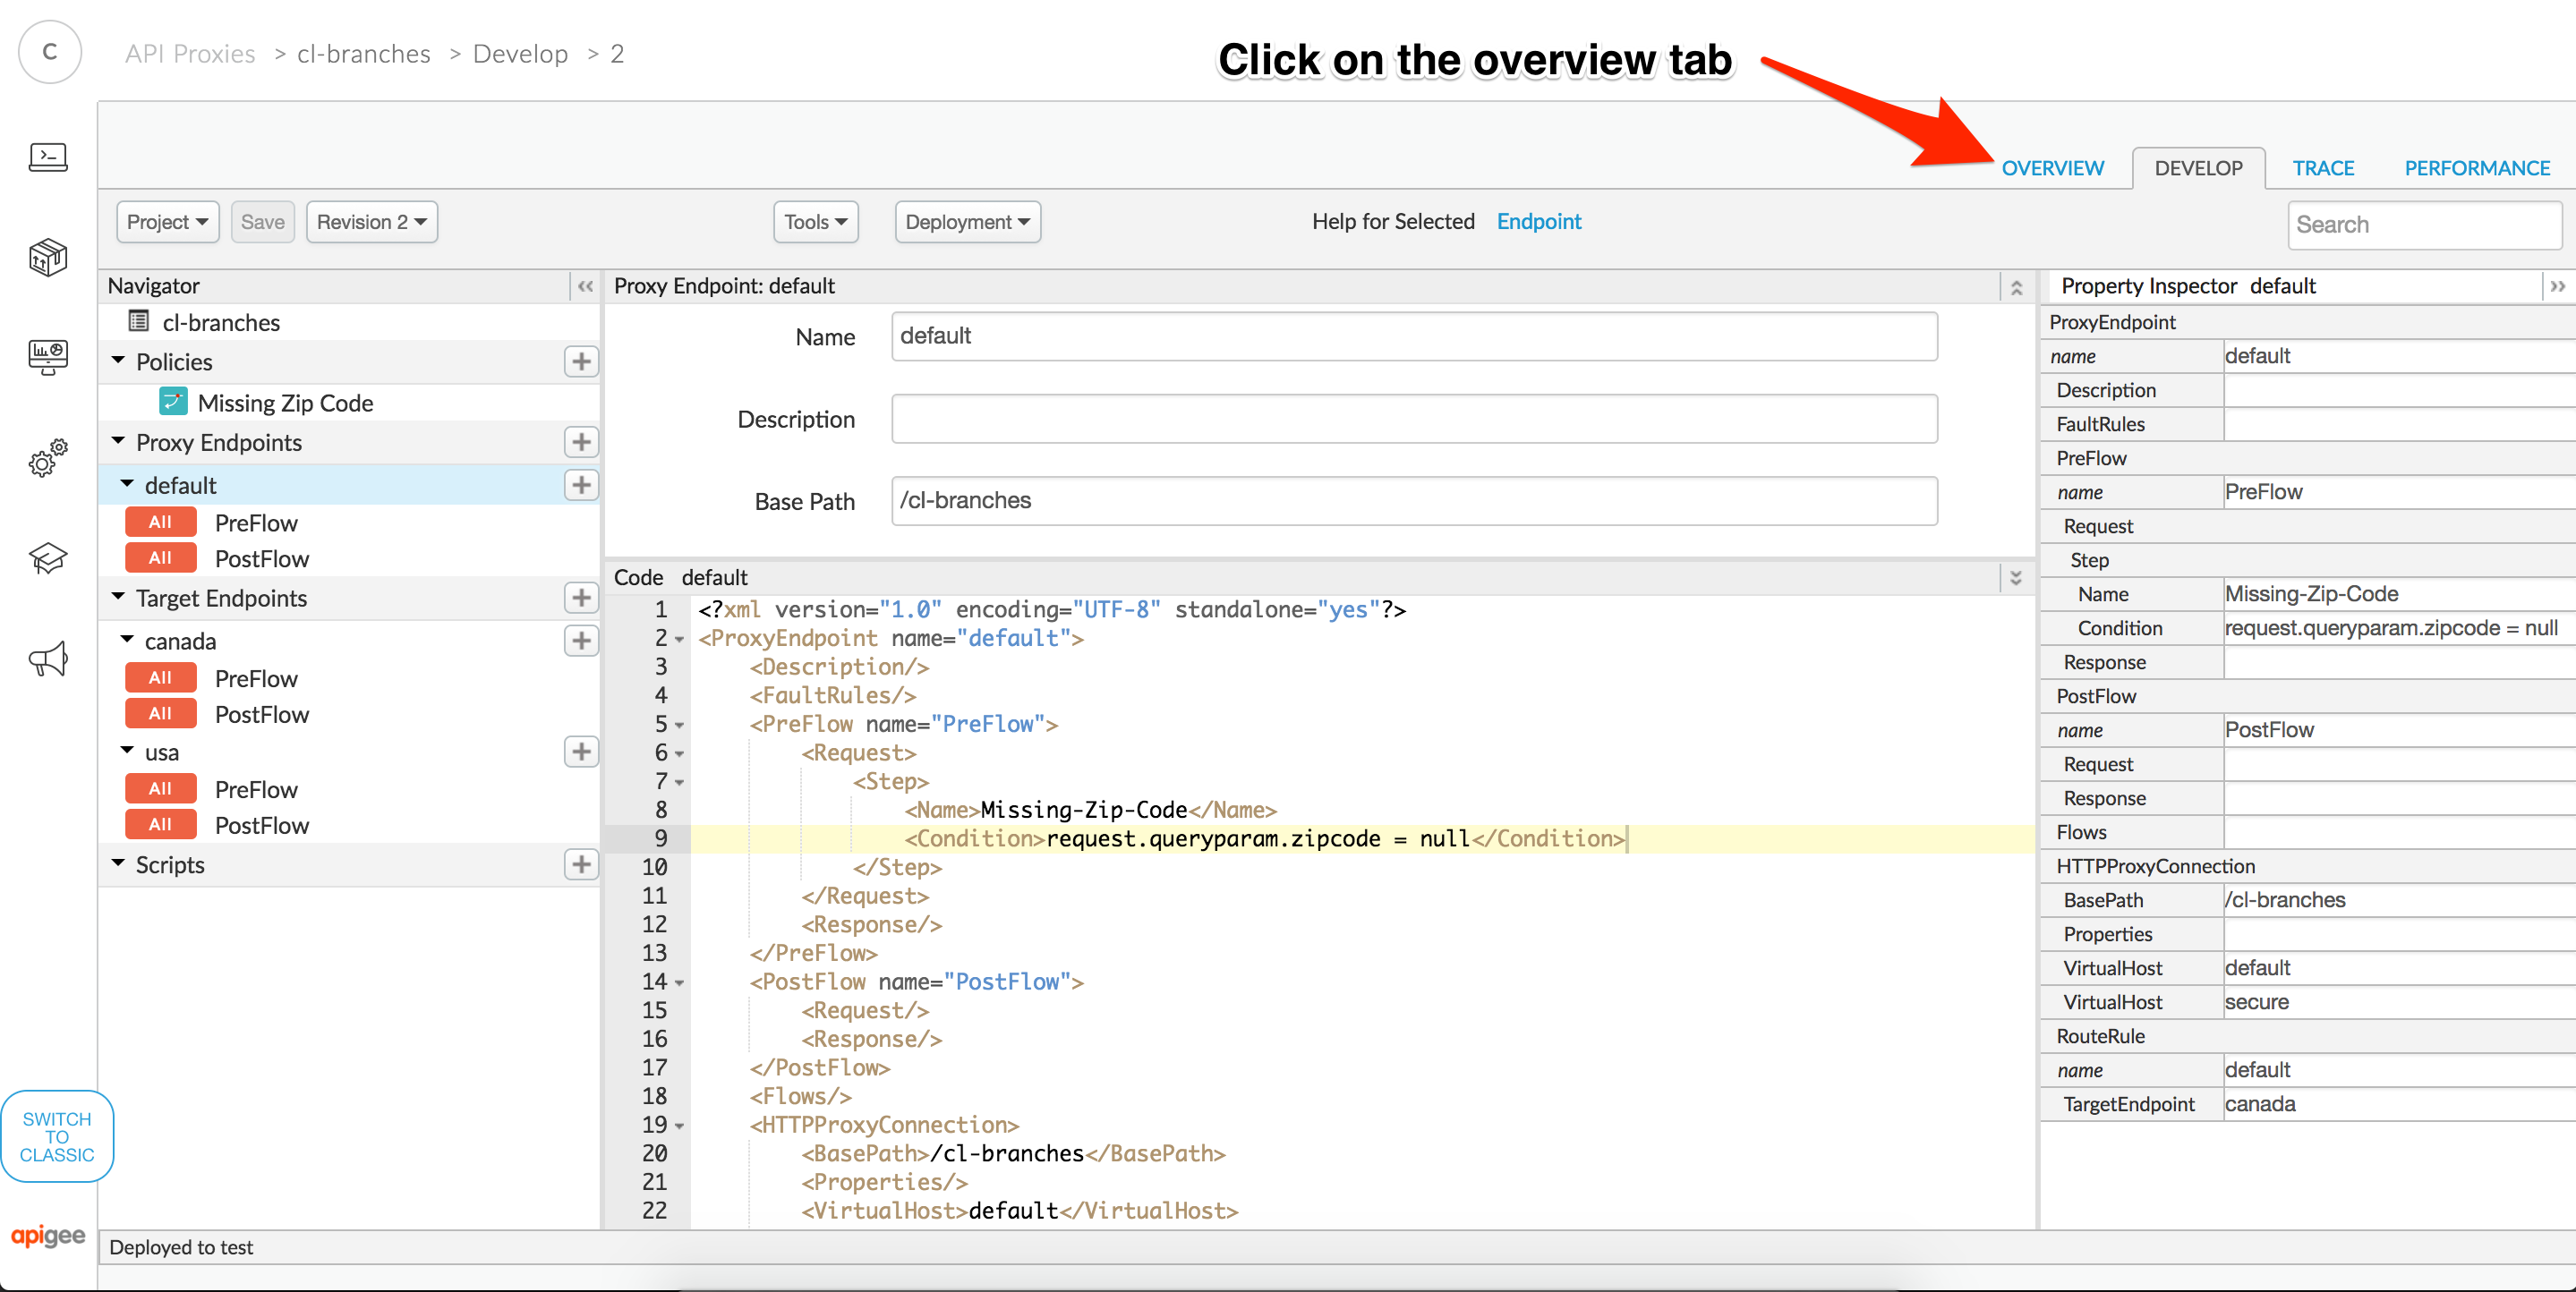 C
API Proxies > cl-branches > Develop > 2
Click on the overview tab
OVERVIEW
DEVELOP
TRACE
PERFORMANCE
Project
Save
Revision 2
Tools
Deployment
Help for Selected Endpoint
Search
Navigator
cl-branches
Policies
Missing Zip Code
Proxy Endpoints
default
All PreFlow
All PostFlow
Target Endpoints
canada
All PreFlow
All PostFlow
usa
All PreFlow
All PostFlow
Scripts
Proxy Endpoint: default
Name default
Description
Base Path /cl-branches
Code default
1 <?xml version="1.0" encoding="UTF-8" standalone="yes"?>
2 <ProxyEndpoint name="default">
3 <Description/>
4 <FaultRules/>
5 <PreFlow name="PreFlow">
6 <Request>
7 <Step>
8 <Name>Missing-Zip-Code</Name>
9 <Condition>request.queryparam.zipcode = null</Condition>
10 </Step>
11 </Request>
12 <Response/>
13 </PreFlow>
14 <PostFlow name="PostFlow">
15 <Request/>
16 <Response/>
17 </PostFlow>
18 <Flows/>
19 <HTTPProxyConnection>
20 <BasePath>/cl-branches</BasePath>
21 <Properties/>
22 <VirtualHost>default</VirtualHost>
Property Inspector default
ProxyEndpoint
name default
Description
FaultRules
PreFlow
name PreFlow
Request
Step
Name Missing-Zip-Code
Condition request.queryparam.zipcode = null
Response
PostFlow
name PostFlow
Request
Response
Flows
HTTPProxyConnection
BasePath /cl-branches
Properties
VirtualHost default
VirtualHost secure
RouteRule
name default
TargetEndpoint canada
SWITCH
TO
CLASSIC
apigee
Deployed to test